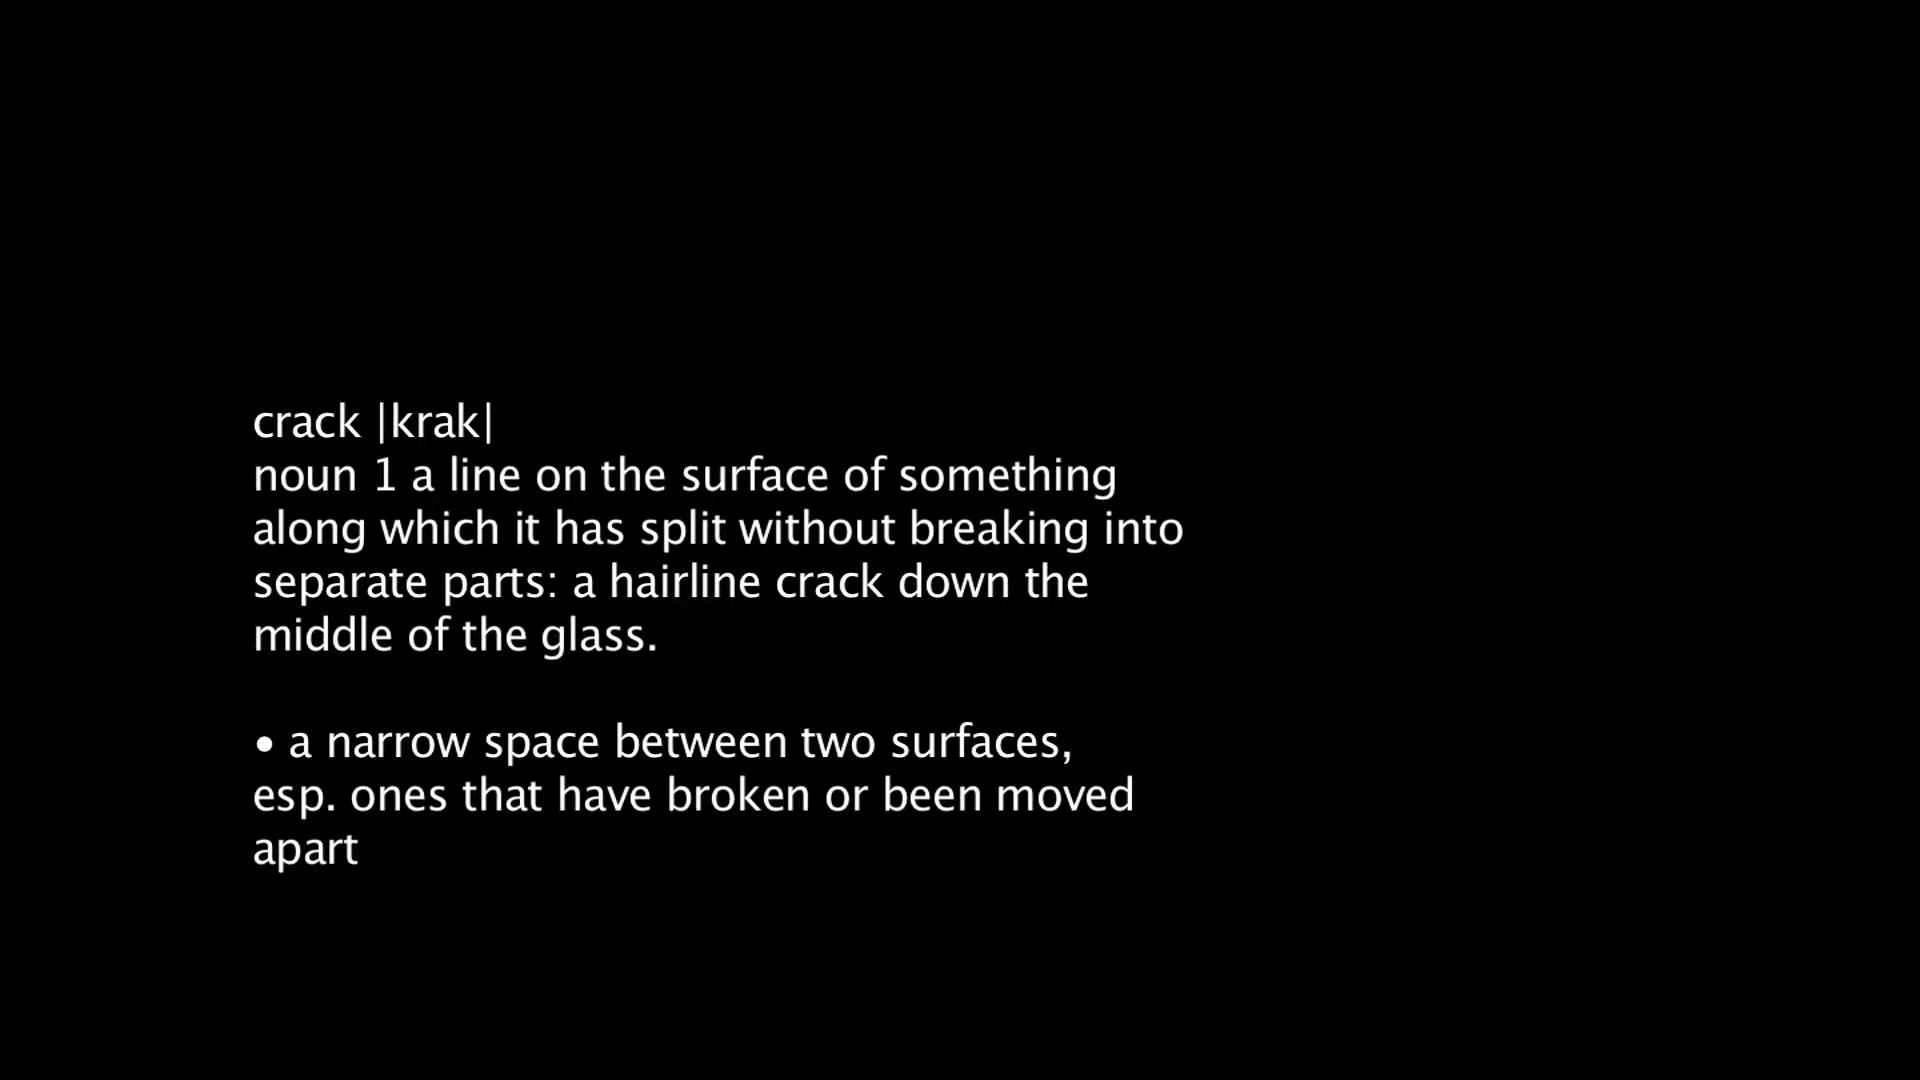 crack |krak|
noun 1 a line on the surface of something
along which it has split without breaking into
separate parts: a hairline crack down the
middle of the glass.
• a narrow space between two surfaces,
esp. ones that have broken or been moved
apart